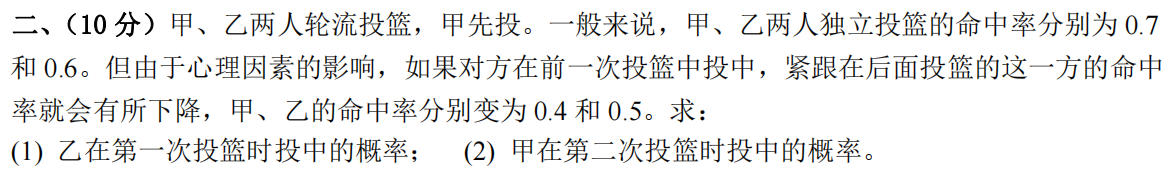 二、（10 分）甲、乙两人轮流投篮，甲先投。一般来说，甲、乙两人独立投篮的命中率分别为 0.7
和 0.6。但由于心理因素的影响，如果对方在前一次投篮中投中，紧跟在后面投篮的这一方的命中
率就会有所下降，甲、乙的命中率分别变为 0.4 和 0.5。求：
(1) 乙在第一次投篮时投中的概率； (2) 甲在第二次投篮时投中的概率。